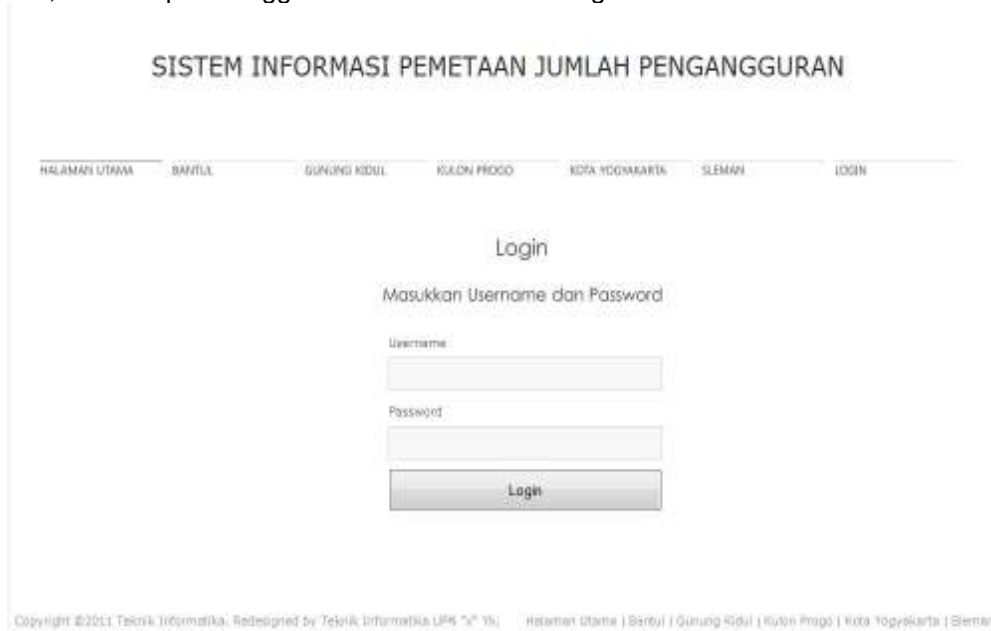 SISTEM INFORMASI PEMETAAN JUMLAH PENGANGGURAN
HALAMAN UTAMA BANTUL GUNUNG KIDUL KULON PROGO KOTA YOGYAKARTA SLEMAN LOGIN
Login
Masukkan Username dan Password
Username
Password
Login
Copyright ©2011 Teknik Informatika. Redesigned by Teknik Informatika UPN "V" Yk. Halaman Utama | Bantul | Gunung Kidul | Kulon Progo | Kota Yogyakarta | Sleman